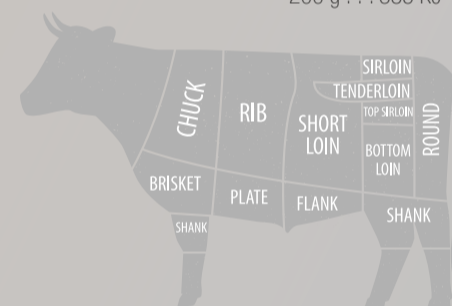 SIRLOIN
TENDERLOIN
CHUCK
RIB
SHORT
LOIN
TOP SIRLOIN
ROUND
BOTTOM
LOIN
BRISKET
PLATE
FLANK
SHANK
SHANK